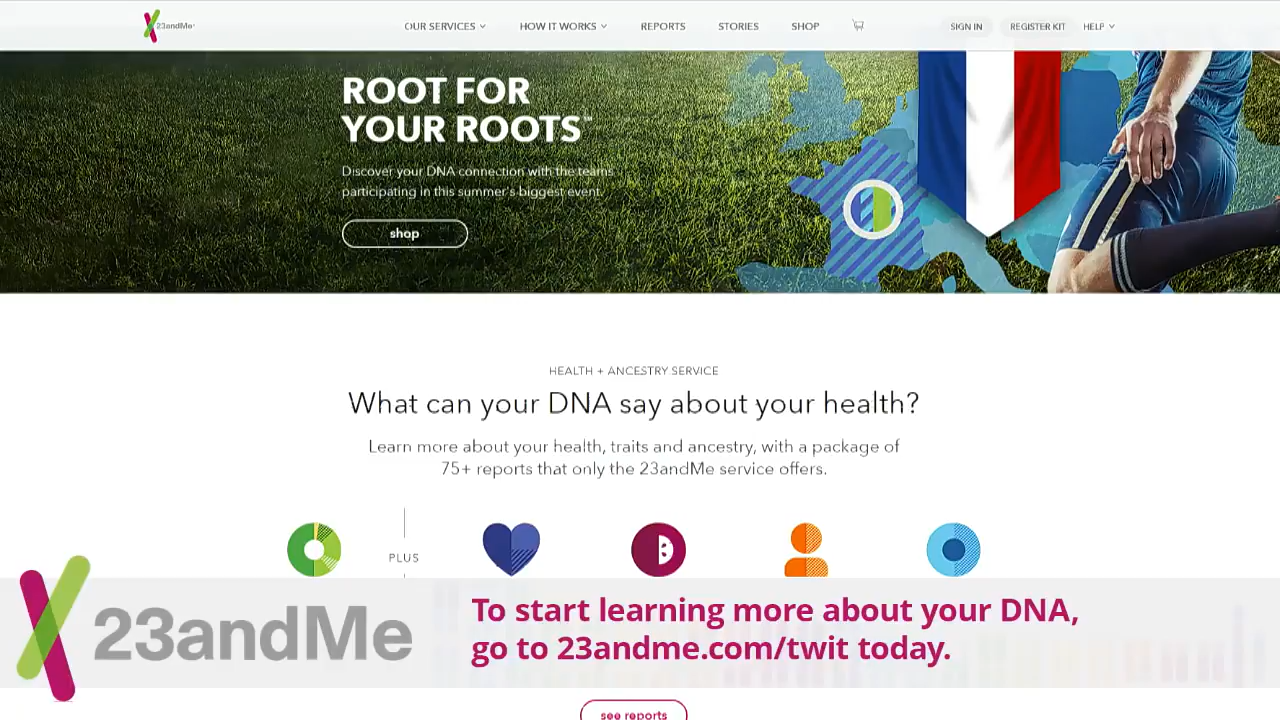 23andMe
OUR SERVICES
HOW IT WORKS
REPORTS
STORIES
SHOP
SIGN IN
REGISTER KIT
HELP
ROOT FOR
YOUR ROOTS™
Discover your DNA connection with the teams
participating in this summer's biggest event.
shop
HEALTH + ANCESTRY SERVICE
What can your DNA say about your health?
Learn more about your health, traits and ancestry, with a package of
75+ reports that only the 23andMe service offers.
PLUS
23andMe
To start learning more about your DNA,
go to 23andme.com/twit today.
see reports